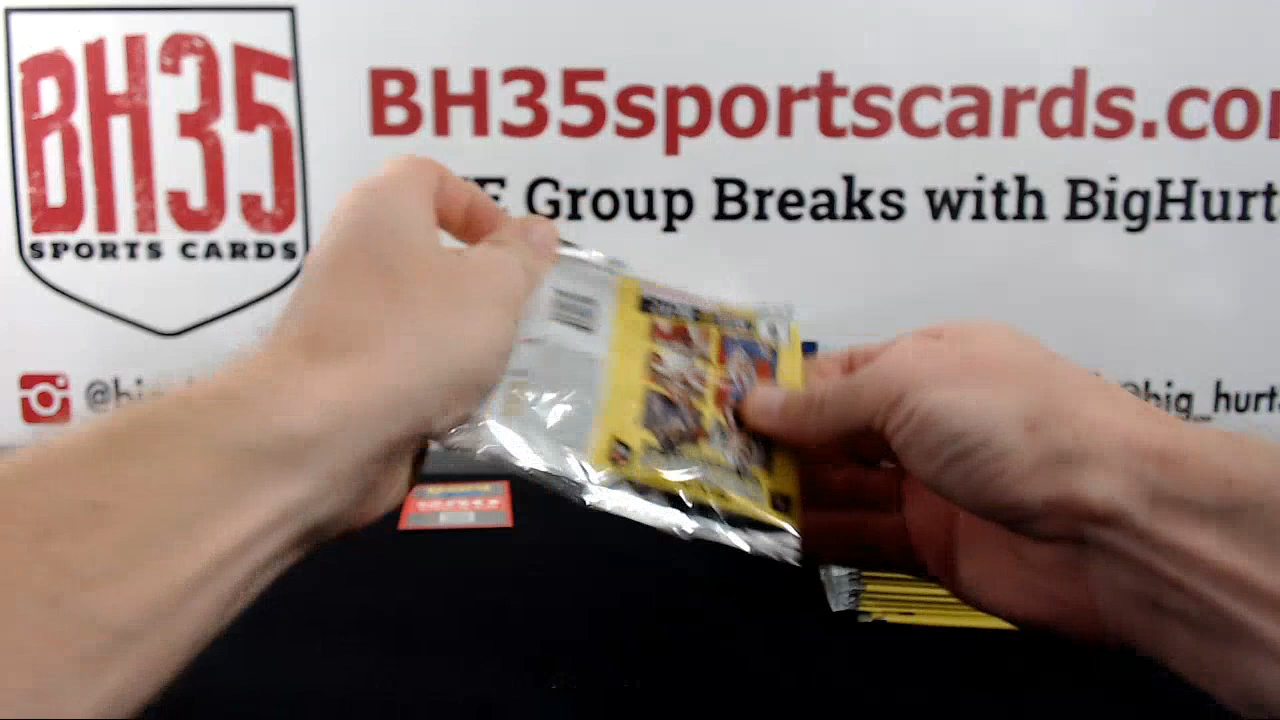 BH35
SPORTS CARDS
BH35sportscards.co
Group Breaks with BigHurt
big_hurt